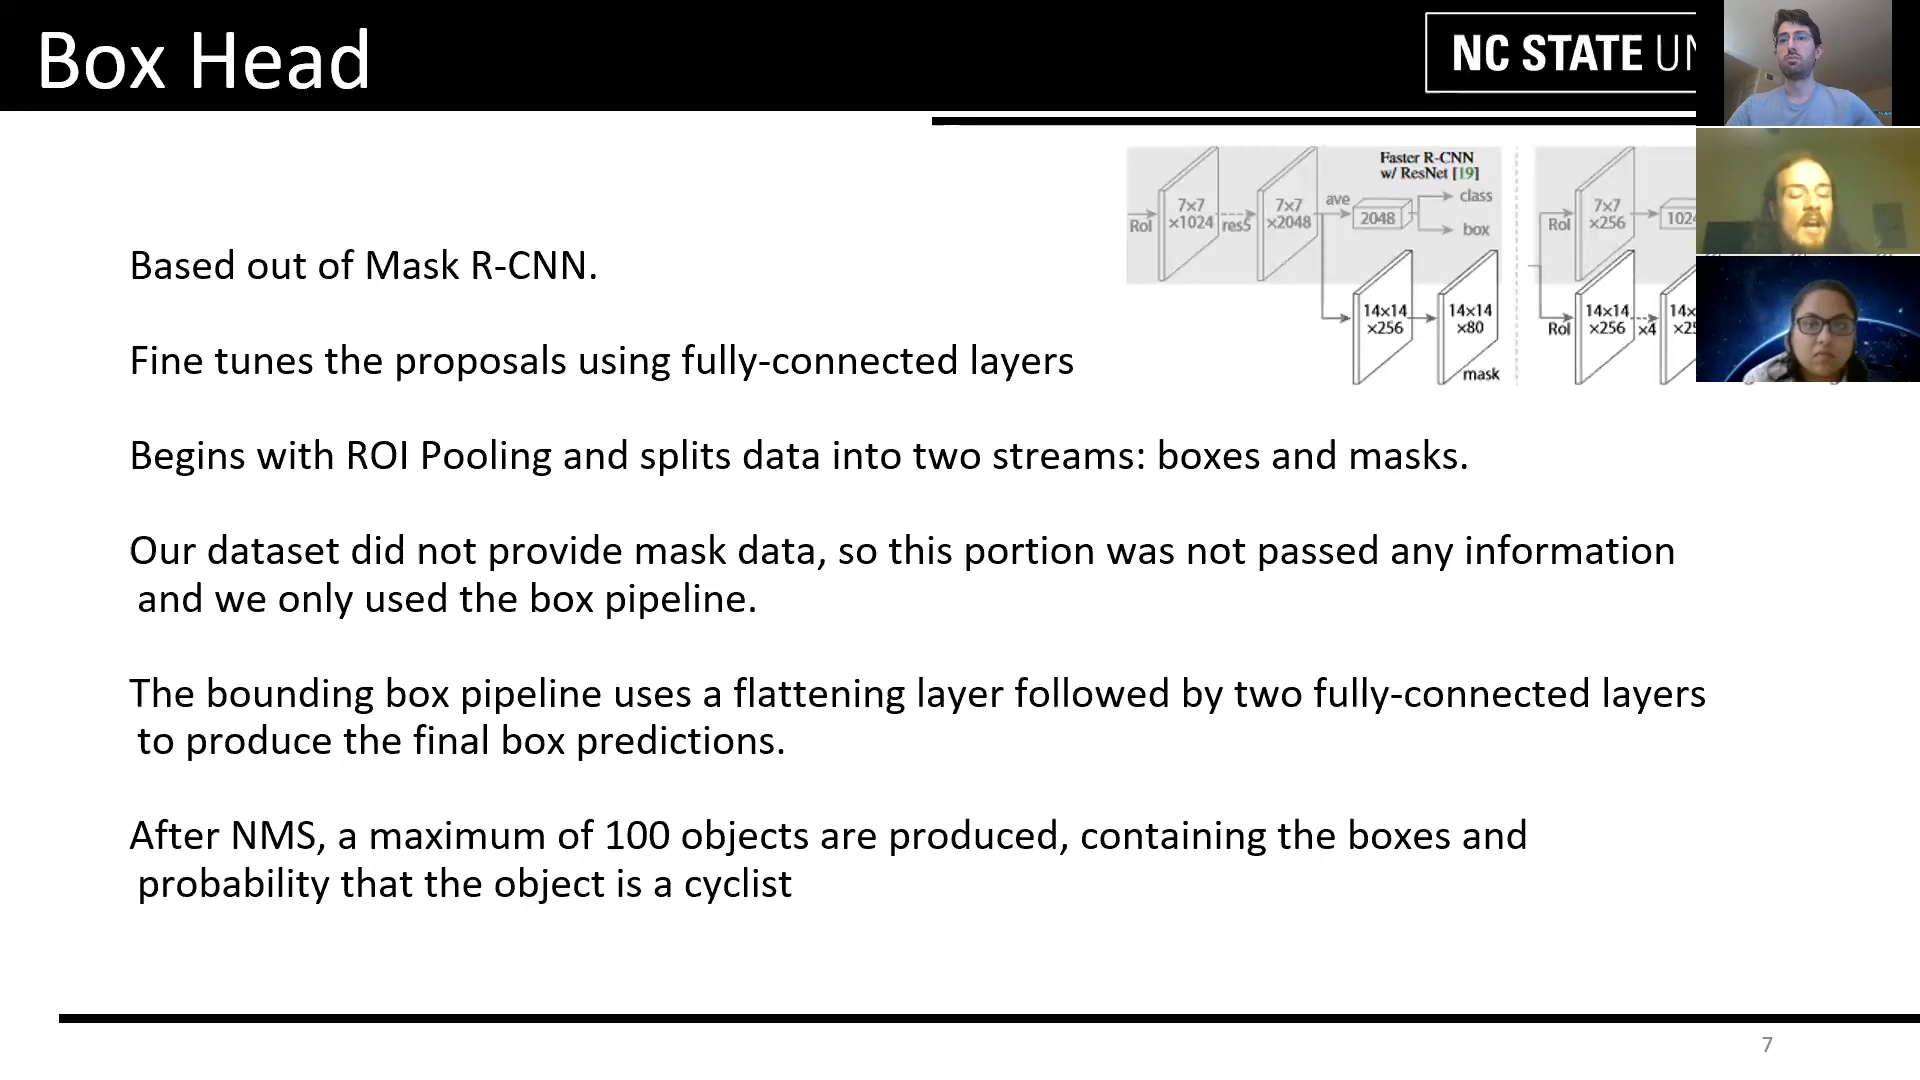 Box Head
NC STATE UN
Faster R-CNN
w/ ResNet [19]
RoI
7x7
×1024
res5
7x7
×2048
ave
2048
class
box
14×14
×256
14×14
×80
mask
RoI
7×7
×256
RoI
14×14
×256
×4
Based out of Mask R-CNN.
Fine tunes the proposals using fully-connected layers
Begins with ROI Pooling and splits data into two streams: boxes and masks.
Our dataset did not provide mask data, so this portion was not passed any information
and we only used the box pipeline.
The bounding box pipeline uses a flattening layer followed by two fully-connected layers
to produce the final box predictions.
After NMS, a maximum of 100 objects are produced, containing the boxes and
probability that the object is a cyclist
7